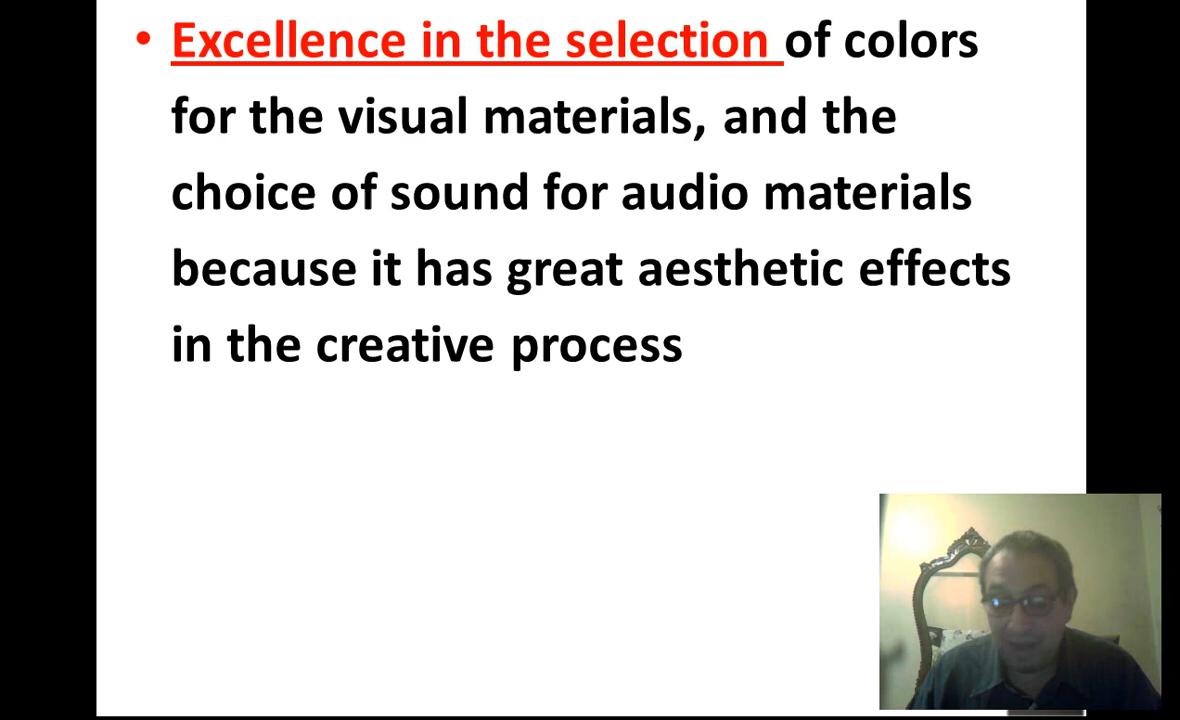 • Excellence in the selection of colors
for the visual materials, and the
choice of sound for audio materials
because it has great aesthetic effects
in the creative process